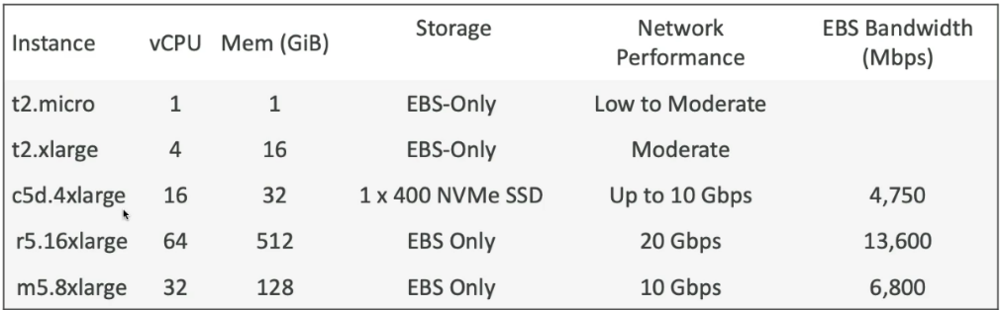 Instance vCPU Mem (GiB) Storage Network Performance EBS Bandwidth (Mbps)
t2.micro 1 1 EBS-Only Low to Moderate
t2.xlarge 4 16 EBS-Only Moderate
c5d.4xlarge 16 32 1 x 400 NVMe SSD Up to 10 Gbps 4,750
r5.16xlarge 64 512 EBS Only 20 Gbps 13,600
m5.8xlarge 32 128 EBS Only 10 Gbps 6,800